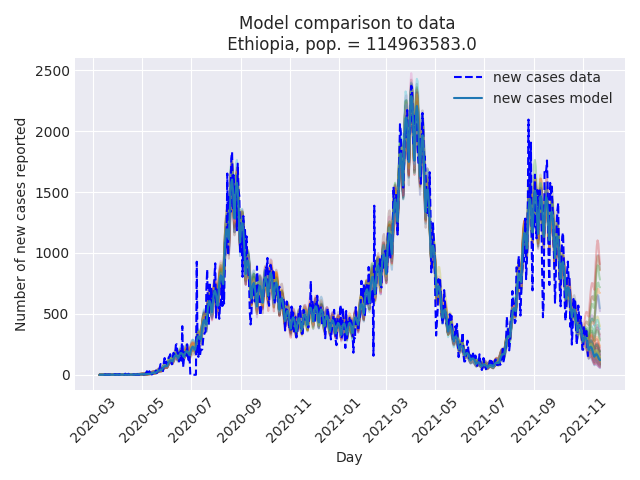 Model comparison to data
Ethiopia, pop. = 114963583.0
new cases data
new cases model
Number of new cases reported
2500
2000
1500
1000
500
0
2020-03
2020-05
2020-07
2020-09
2020-11
2021-01
2021-03
2021-05
2021-07
2021-09
2021-11
Day